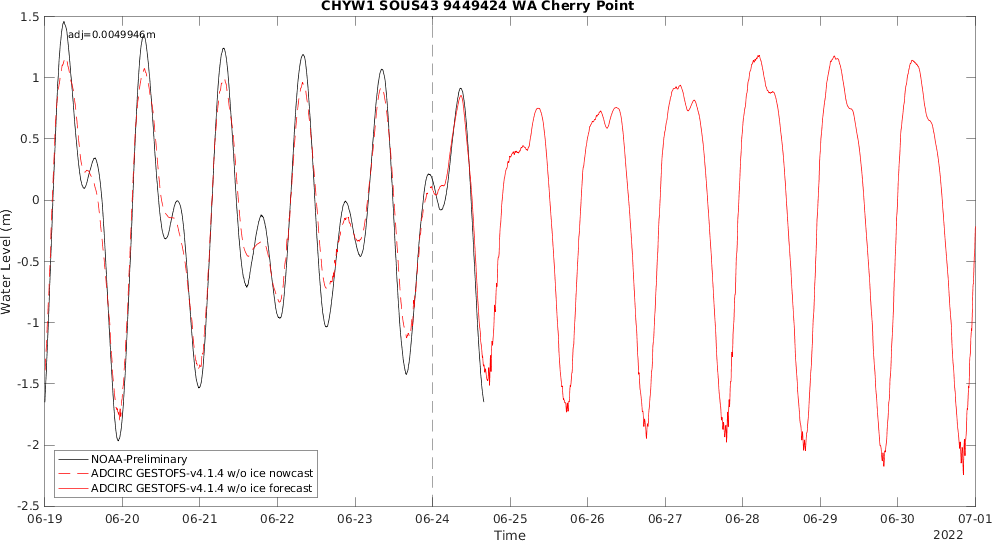 CHYW1 SOUS43 9449424 WA Cherry Point
adj=0.0049946m
1.5
1
0.5
0
-0.5
-1
-1.5
-2
-2.5
Water Level (m)
NOAA-Preliminary
ADCIRC GESTOFS-v4.1.4 w/o ice nowcast
ADCIRC GESTOFS-v4.1.4 w/o ice forecast
06-19 06-20 06-21 06-22 06-23 06-24 06-25 06-26 06-27 06-28 06-29 06-30 07-01
Time
2022